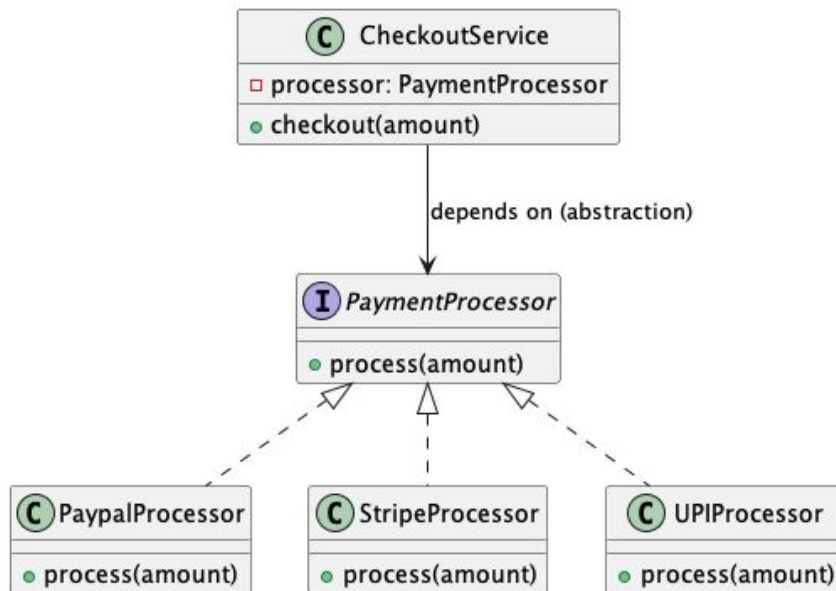 C CheckoutService
processor: PaymentProcessor
checkout(amount)
depends on (abstraction)
I PaymentProcessor
process(amount)
C PaypalProcessor
process(amount)
C StripeProcessor
process(amount)
C UPIProcessor
process(amount)